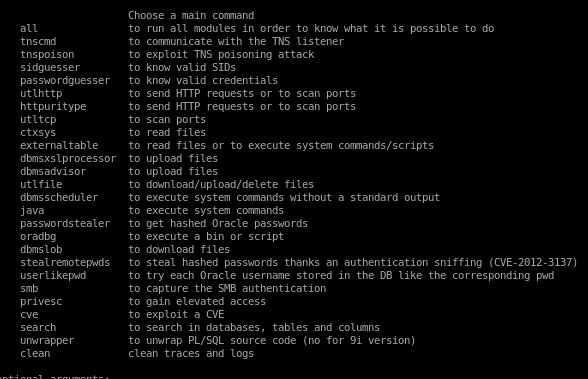 Choose a main command
all to run all modules in order to know what it is possible to do
tnscmd to communicate with the TNS listener
tnspoison to exploit TNS poisoning attack
sidguesser to know valid SIDs
passwordguesser to know valid credentials
utlhttp to send HTTP requests or to scan ports
httpuritype to send HTTP requests or to scan ports
utltcp to scan ports
ctxsys to read files
externaltable to read files or to execute system commands/scripts
dbmsxslprocessor to upload files
dbmsadvisor to upload files
utlfile to download/upload/delete files
dbmsscheduler to execute system commands without a standard output
java to execute system commands
passwordstealer to get hashed Oracle passwords
oradbg to execute a bin or script
dbmslob to download files
stealremotepwds to steal hashed passwords thanks an authentication sniffing (CVE-2012-3137)
userlikepwd to try each Oracle username stored in the DB like the corresponding pwd
smb to capture the SMB authentication
privesc to gain elevated access
cve to exploit a CVE
search to search in databases, tables and columns
unwrapper to unwrap PL/SQL source code (no for 9i version)
clean clean traces and logs
arguments: